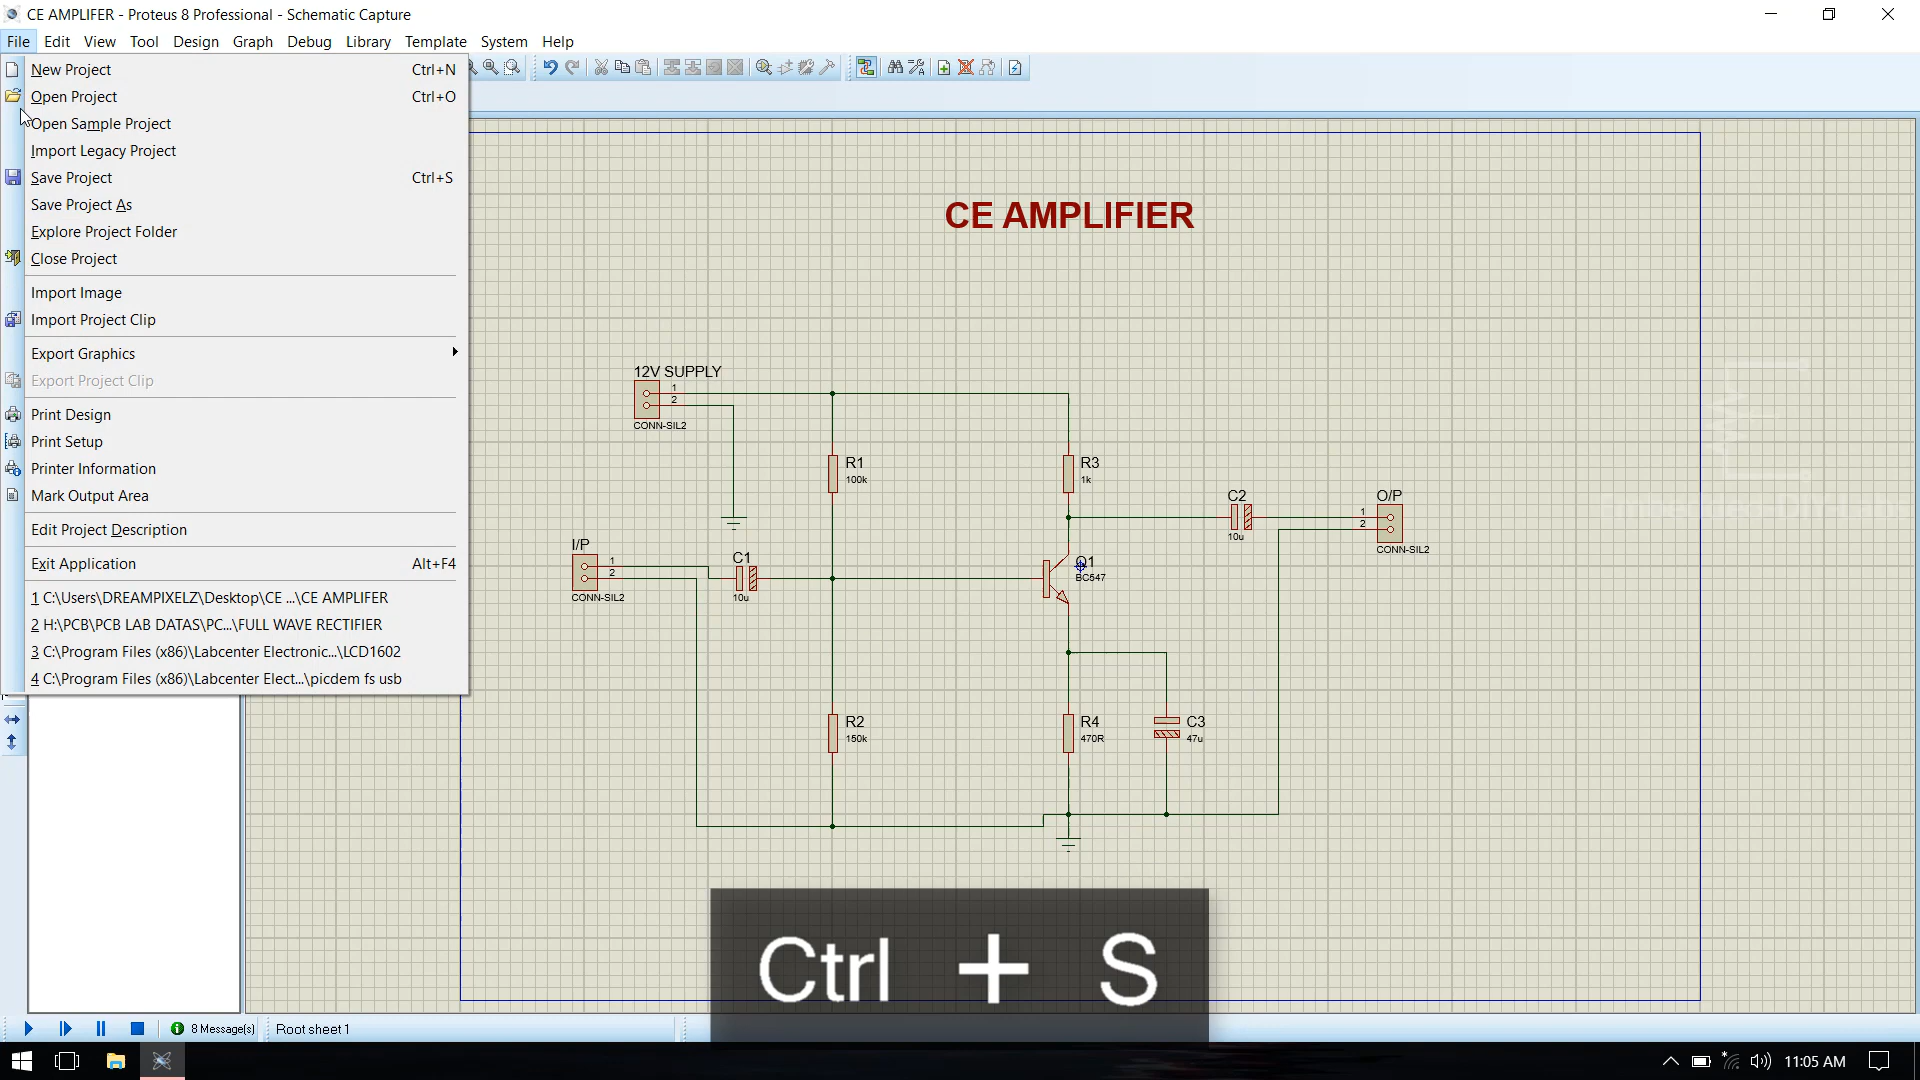 CE AMPLIFER - Proteus 8 Professional - Schematic Capture
File Edit View Tool Design Graph Debug Library Template System Help
New Project Ctrl+N
Open Project Ctrl+O
Open Sample Project
Import Legacy Project
Save Project Ctrl+S
Save Project As
Explore Project Folder
Close Project
Import Image
Import Project Clip
Export Graphics
Export Project Clip
Print Design
Print Setup
Printer Information
Mark Output Area
Edit Project Description
Exit Application Alt+F4
1 C:\Users\DREAMPIXELZ\Desktop\CE ...\CE AMPLIFER
2 H:\PCB\PCB LAB DATAS\PC...\FULL WAVE RECTIFIER
3 C:\Program Files (x86)\Labcenter Electronic...\LCD1602
4 C:\Program Files (x86)\Labcenter Elect...\picdem fs usb
CE AMPLIFIER
12V SUPPLY
1
2
CONN-SIL2
R1
100k
R3
1k
C2
10u
O/P
1
2
CONN-SIL2
I/P
1
2
CONN-SIL2
C1
10u
Q1
BC547
R2
150k
R4
470R
C3
47u
Ctrl + S
8 Message(s) Root sheet 1
11:05 AM